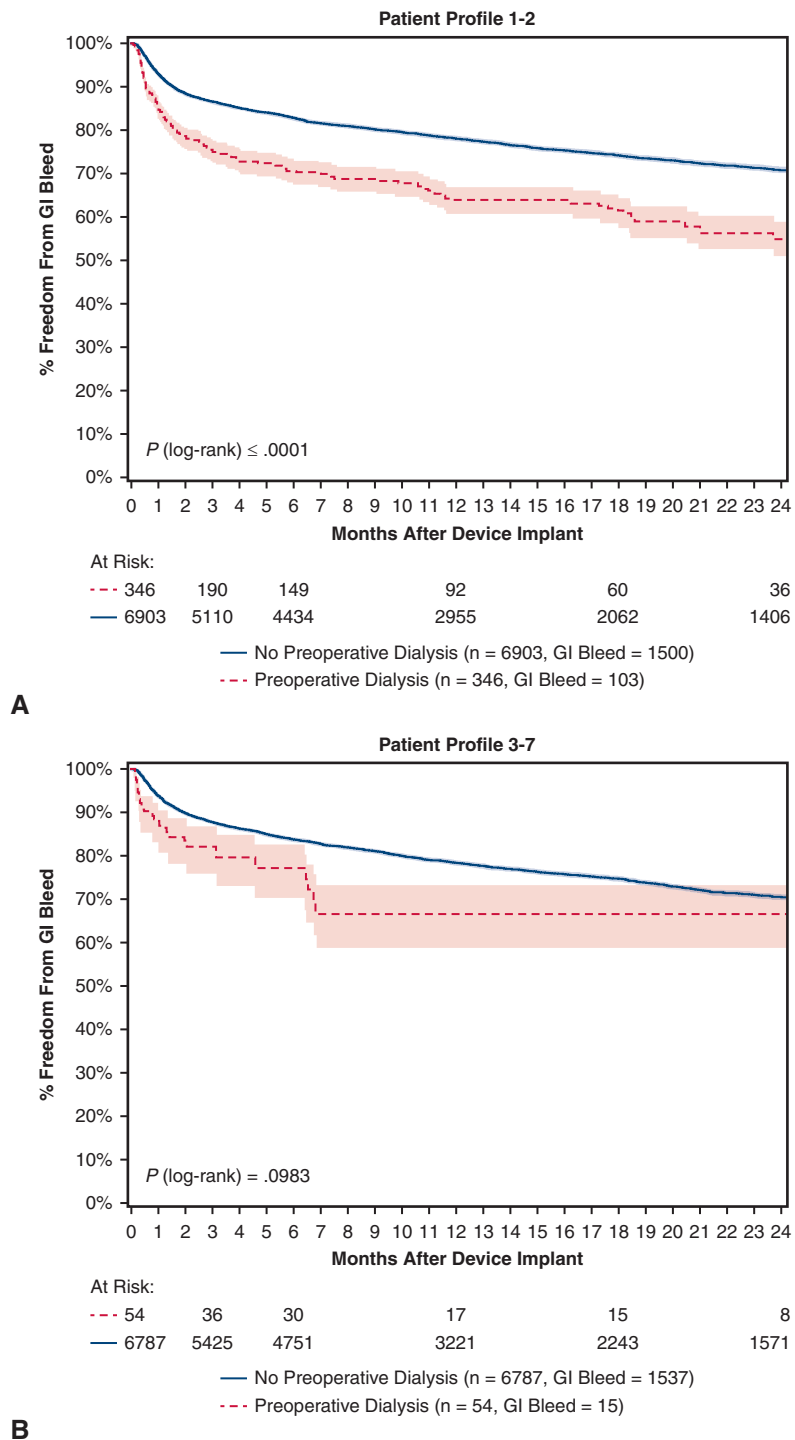 Patient Profile 1-2
100%
90%
80%
70%
60%
50%
40%
30%
20%
10%
0%
% Freedom From GI Bleed
P (log-rank) ≤ .0001
0 1 2 3 4 5 6 7 8 9 10 11 12 13 14 15 16 17 18 19 20 21 22 23 24
Months After Device Implant
At Risk:
346 190 149 92 60 36
6903 5110 4434 2955 2062 1406
No Preoperative Dialysis (n = 6903, GI Bleed = 1500)
Preoperative Dialysis (n = 346, GI Bleed = 103)
A
Patient Profile 3-7
100%
90%
80%
70%
60%
50%
40%
30%
20%
10%
0%
% Freedom From GI Bleed
P (log-rank) = .0983
0 1 2 3 4 5 6 7 8 9 10 11 12 13 14 15 16 17 18 19 20 21 22 23 24
Months After Device Implant
At Risk:
54 36 30 17 15 8
6787 5425 4751 3221 2243 1571
No Preoperative Dialysis (n = 6787, GI Bleed = 1537)
Preoperative Dialysis (n = 54, GI Bleed = 15)
B